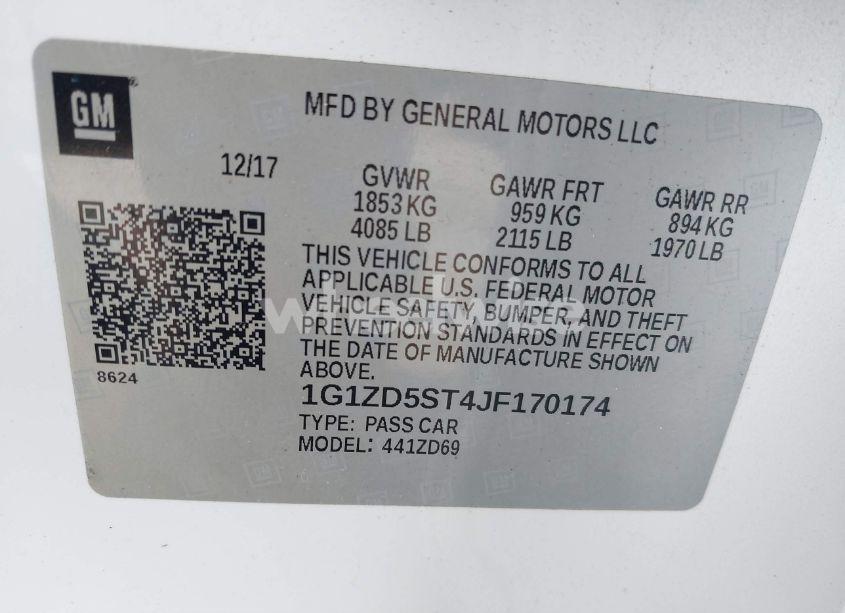 GM
MFD BY GENERAL MOTORS LLC
12/17
GVWR
1853 KG
4085 LB
GAWR FRT
959 KG
2115 LB
GAWR RR
894 KG
1970 LB
THIS VEHICLE CONFORMS TO ALL
APPLICABLE U.S. FEDERAL MOTOR
VEHICLE SAFETY, BUMPER, AND THEFT
PREVENTION STANDARDS IN EFFECT ON
THE DATE OF MANUFACTURE SHOWN
ABOVE.
8624
1G1ZD5ST4JF170174
TYPE: PASS CAR
MODEL: 441ZD69